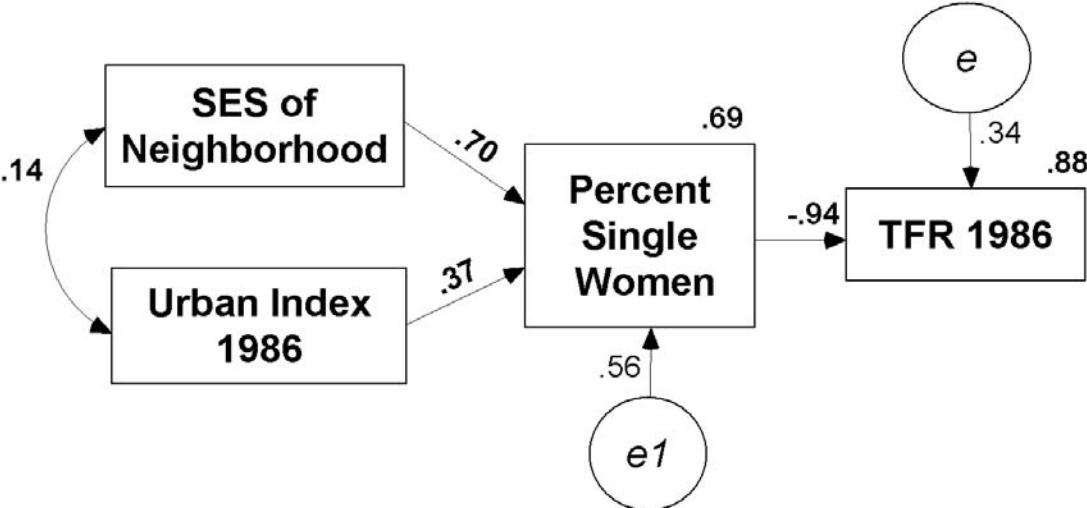 SES of
Neighborhood
.14
.70
Urban Index
1986
.37
.69
Percent
Single
Women
.56
e1
-.94
e
.34
.88
TFR 1986